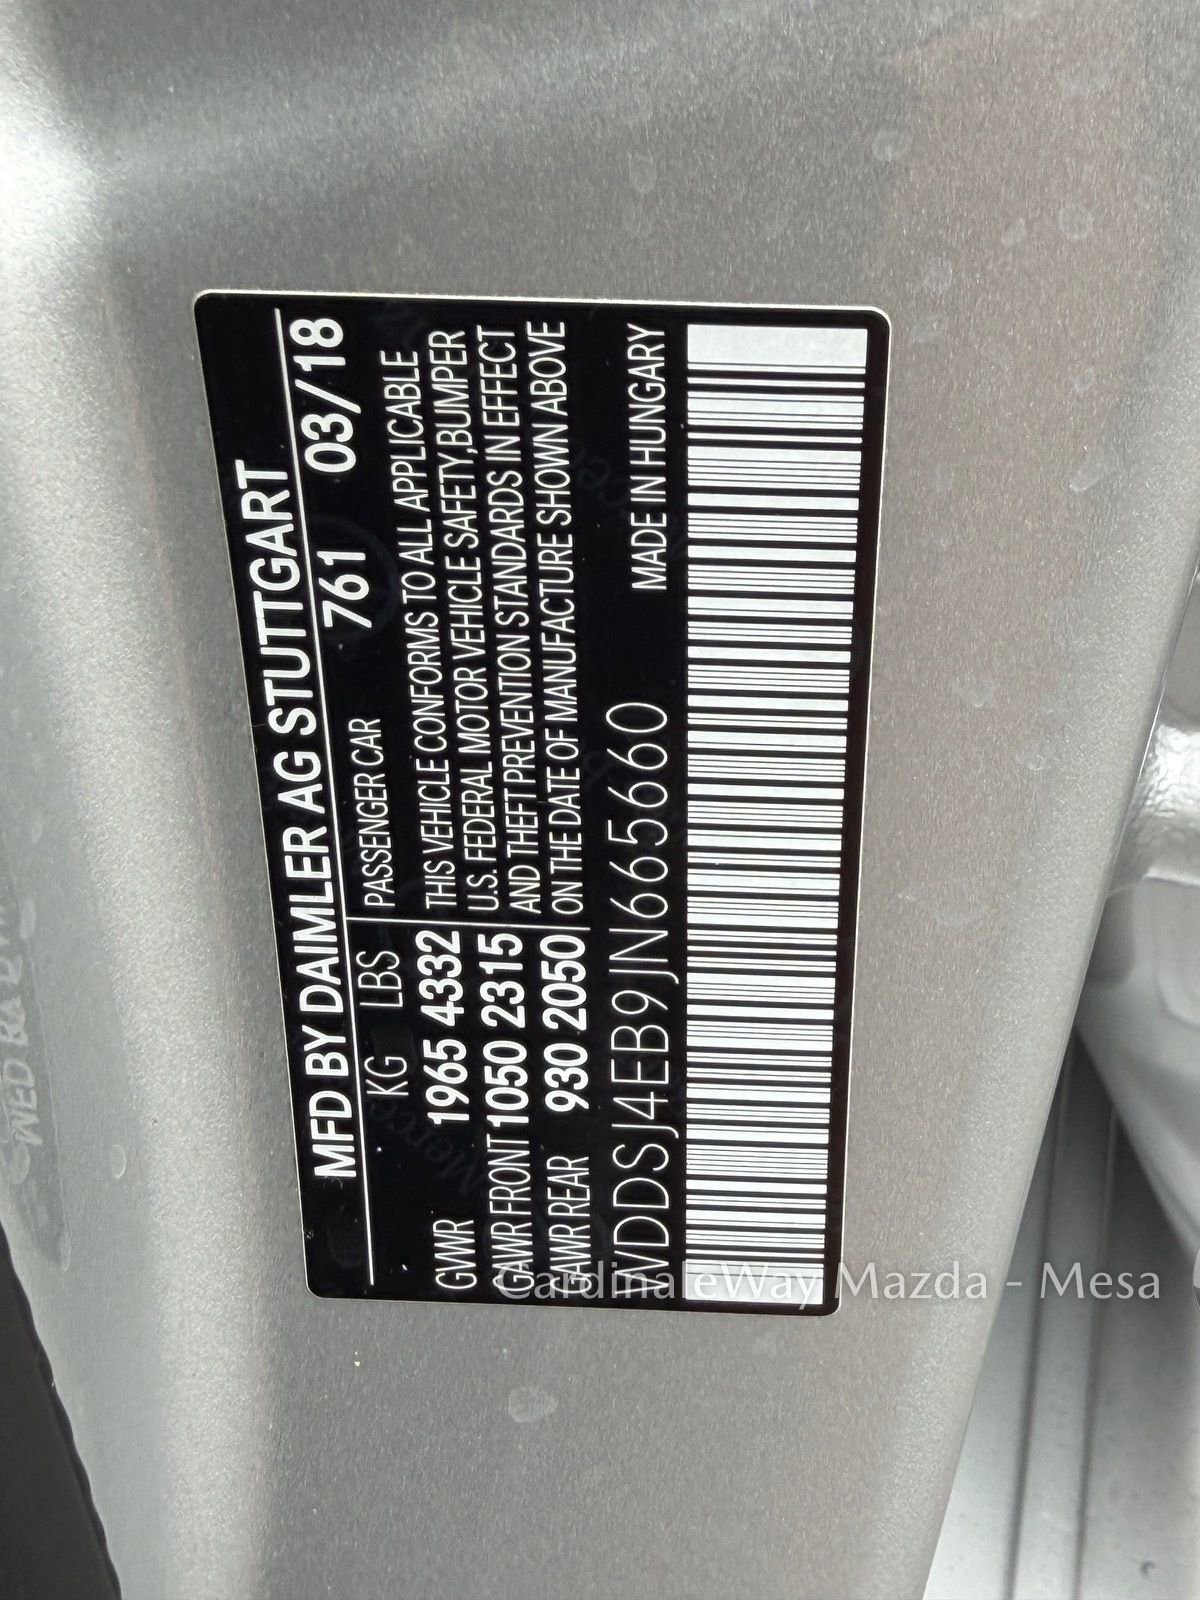 MFD BY DAIMLER AG STUTTGART
KG LBS PASSENGER CAR 761 03/18
GVWR 1965 4332 THIS VEHICLE CONFORMS TO ALL APPLICABLE
GAWR FRONT 1050 2315 U.S. FEDERAL MOTOR VEHICLE SAFETY,BUMPER
GAWR REAR 930 2050 AND THEFT PREVENTION STANDARDS IN EFFECT
ON THE DATE OF MANUFACTURE SHOWN ABOVE
WDDSJ4EB9JN665660 MADE IN HUNGARY
CardinaleWay Mazda - Mesa